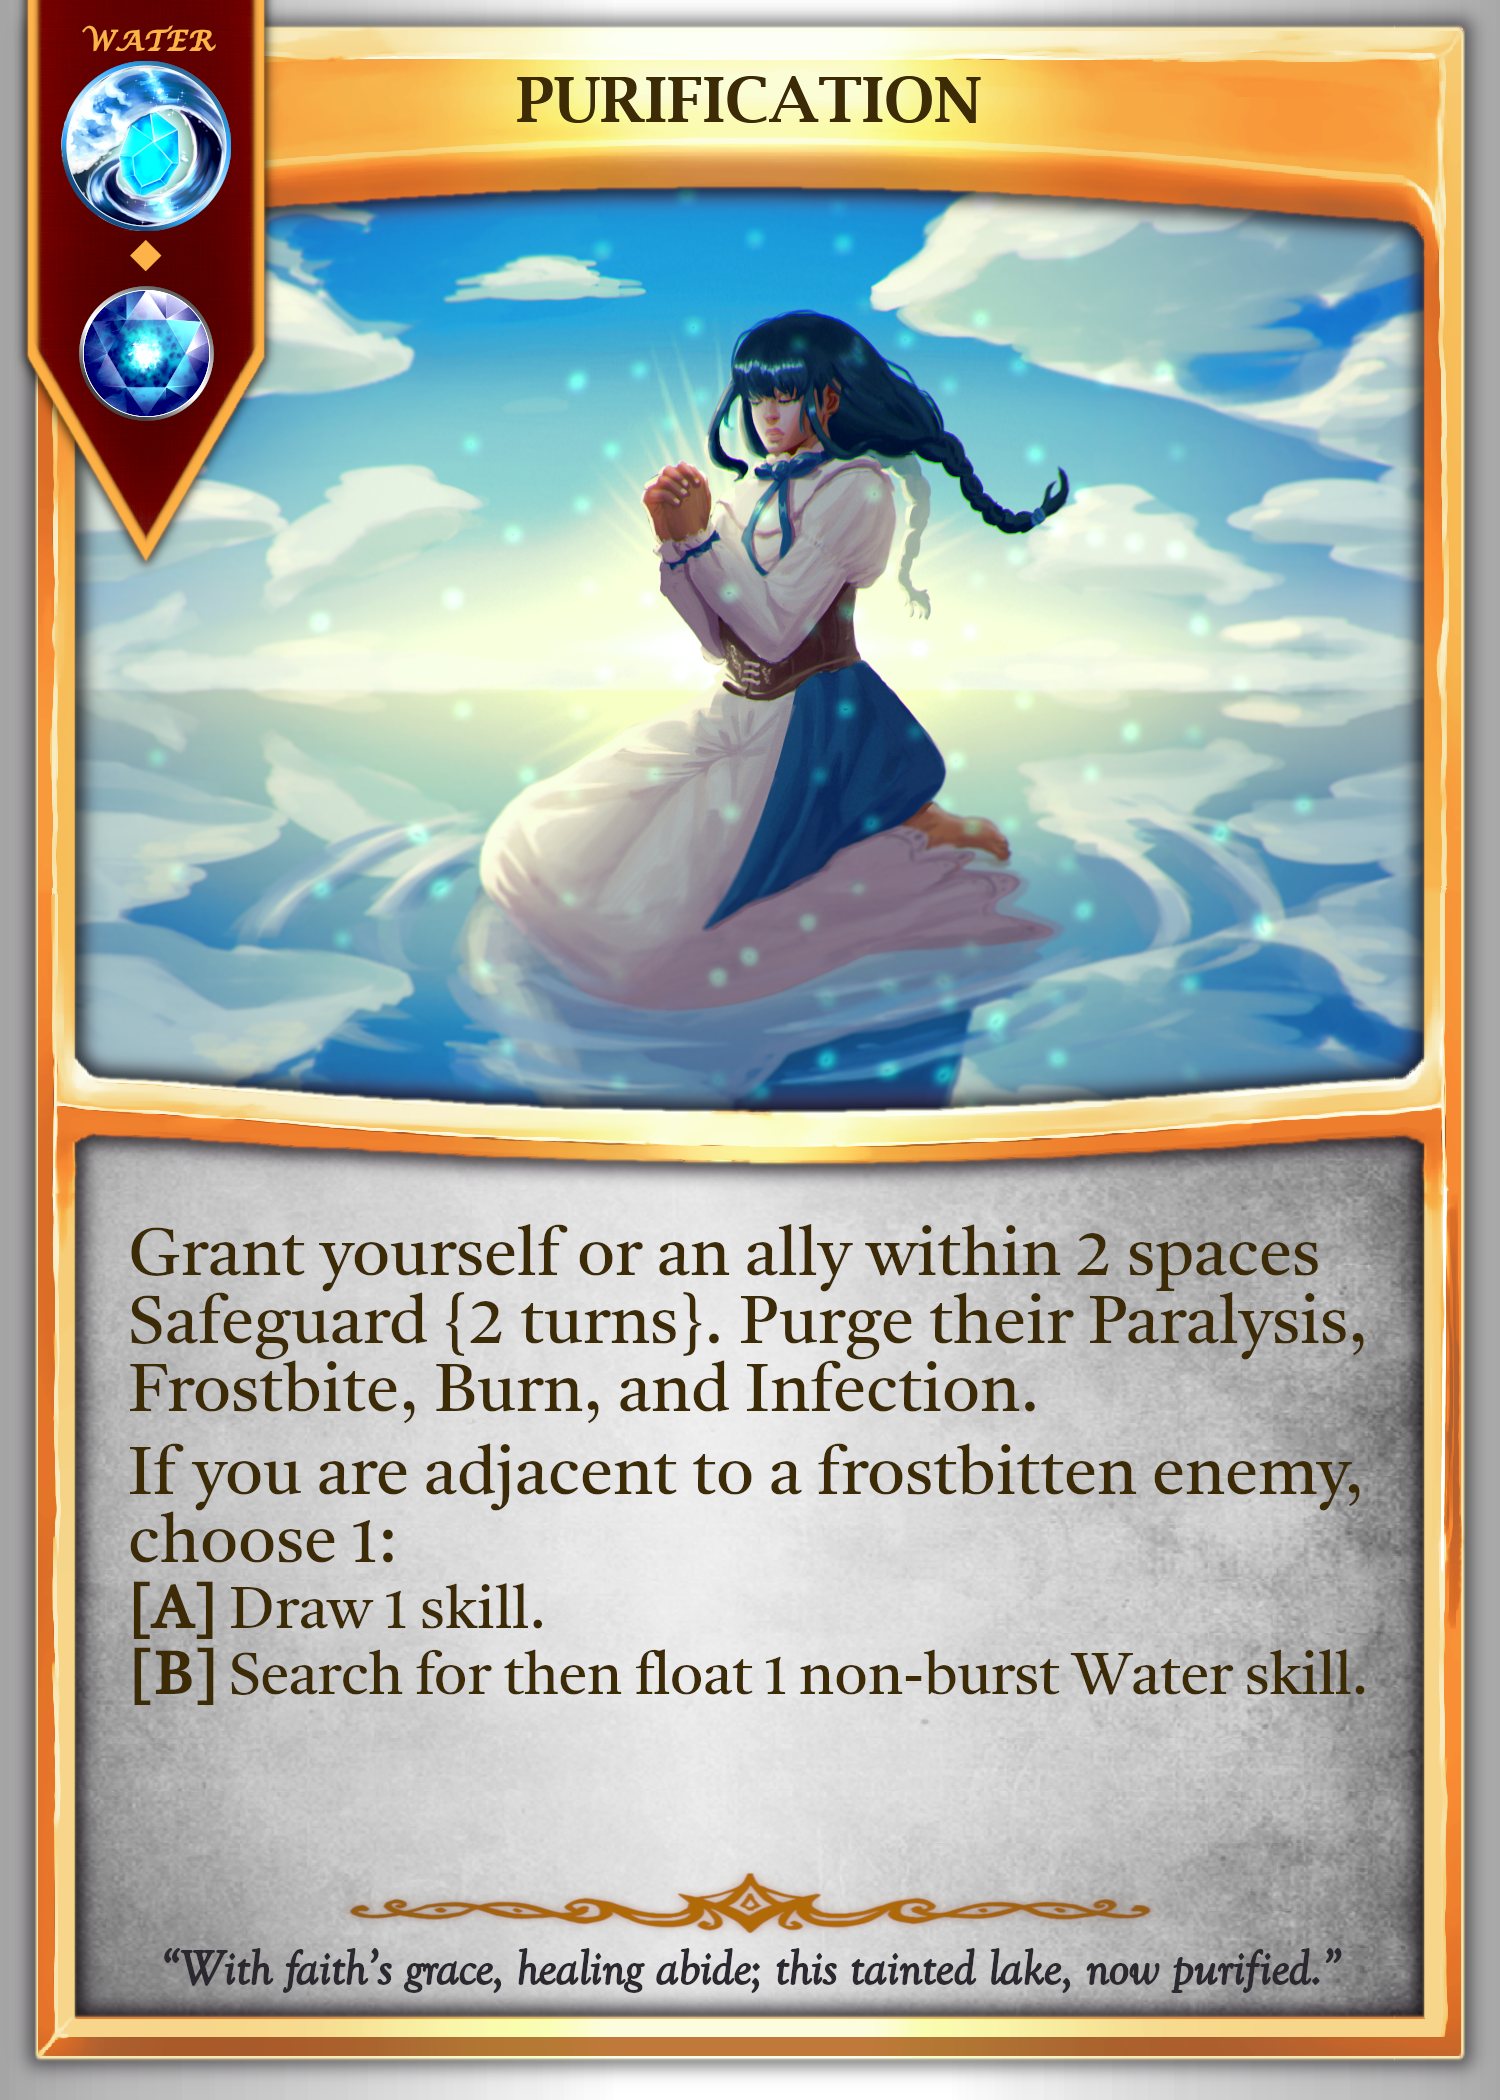 WATER
PURIFICATION
Grant yourself or an ally within 2 spaces
Safeguard {2 turns}. Purge their Paralysis,
Frostbite, Burn, and Infection.
If you are adjacent to a frostbitten enemy,
choose 1:
[A] Draw 1 skill.
[B] Search for then float 1 non-burst Water skill.
“With faith’s grace, healing abide; this tainted lake, now purified.”